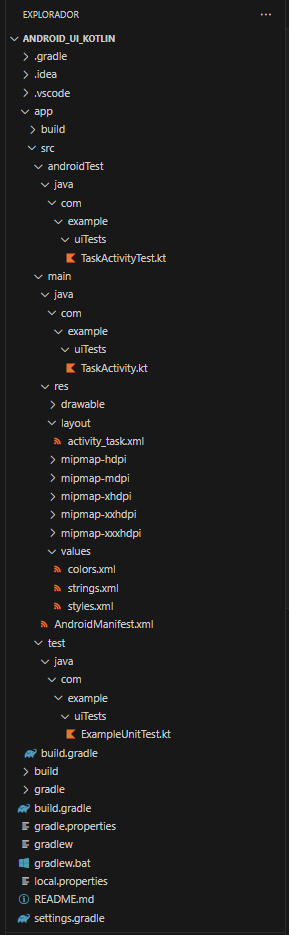 EXPLORADOR ...
ANDROID_UI_KOTLIN
.gradle
.idea
.vscode
app
build
src
androidTest
java
com
example
uiTests
TaskActivityTest.kt
main
java
com
example
uiTests
TaskActivity.kt
res
drawable
layout
activity_task.xml
mipmap-hdpi
mipmap-mdpi
mipmap-xhdpi
mipmap-xxhdpi
mipmap-xxxhdpi
values
colors.xml
strings.xml
styles.xml
AndroidManifest.xml
test
java
com
example
uiTests
ExampleUnitTest.kt
build.gradle
build
gradle
build.gradle
gradle.properties
gradlew
gradlew.bat
local.properties
README.md
settings.gradle